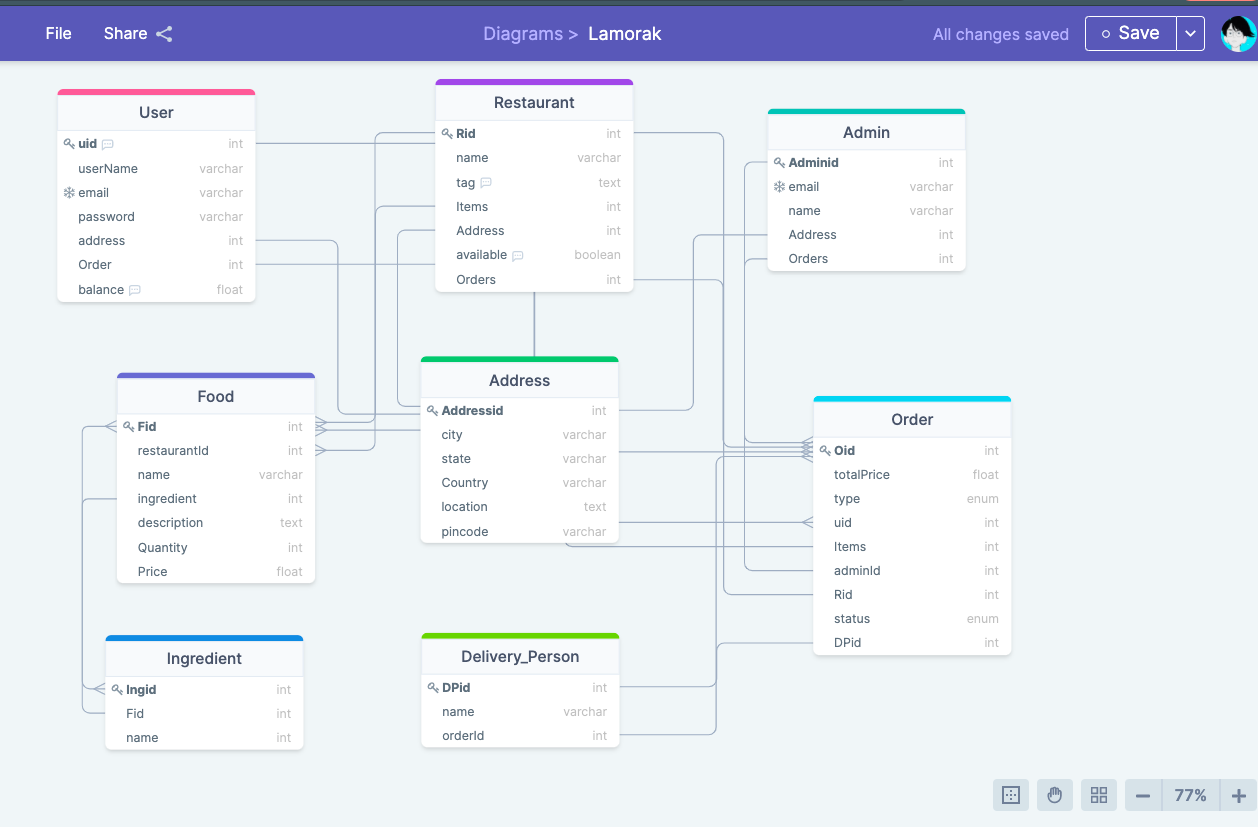 File Share Diagrams > Lamorak All changes saved Save
User
uid int
userName varchar
email varchar
password varchar
address int
Order int
balance float
Restaurant
Rid int
name varchar
tag text
Items int
Address int
available boolean
Orders int
Admin
Adminid int
email varchar
name varchar
Address int
Orders int
Food
Fid int
restaurantId int
name varchar
ingredient int
description text
Quantity int
Price float
Address
Addressid int
city varchar
state varchar
Country varchar
location text
pincode varchar
Order
Oid int
totalPrice float
type enum
uid int
Items int
adminId int
Rid int
status enum
DPid int
Ingredient
Ingid int
Fid int
name int
Delivery_Person
DPid int
name varchar
orderId int
77%